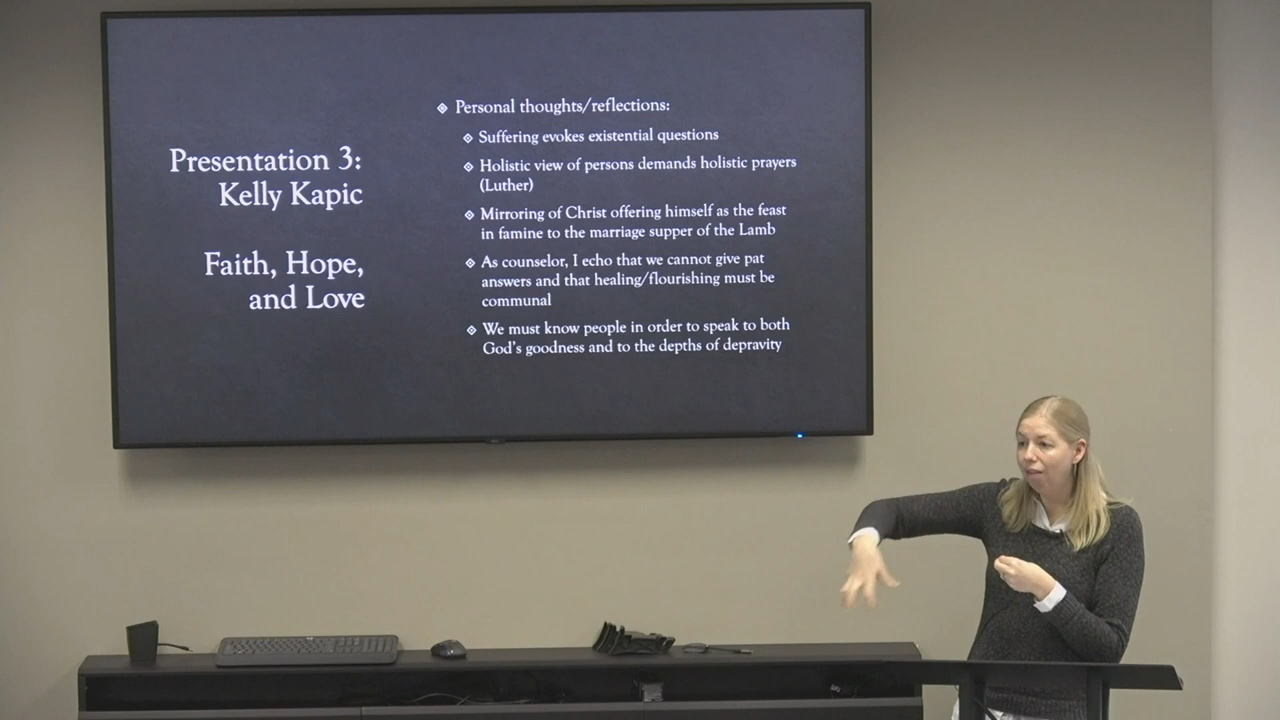 Presentation 3:
Kelly Kapic
Faith, Hope,
and Love
Personal thoughts/reflections:
Suffering evokes existential questions
Holistic view of persons demands holistic prayers
(Luther)
Mirroring of Christ offering himself as the feast
in famine to the marriage supper of the Lamb
As counselor, I echo that we cannot give pat
answers and that healing/flourishing must be
communal
We must know people in order to speak to both
God's goodness and to the depths of depravity